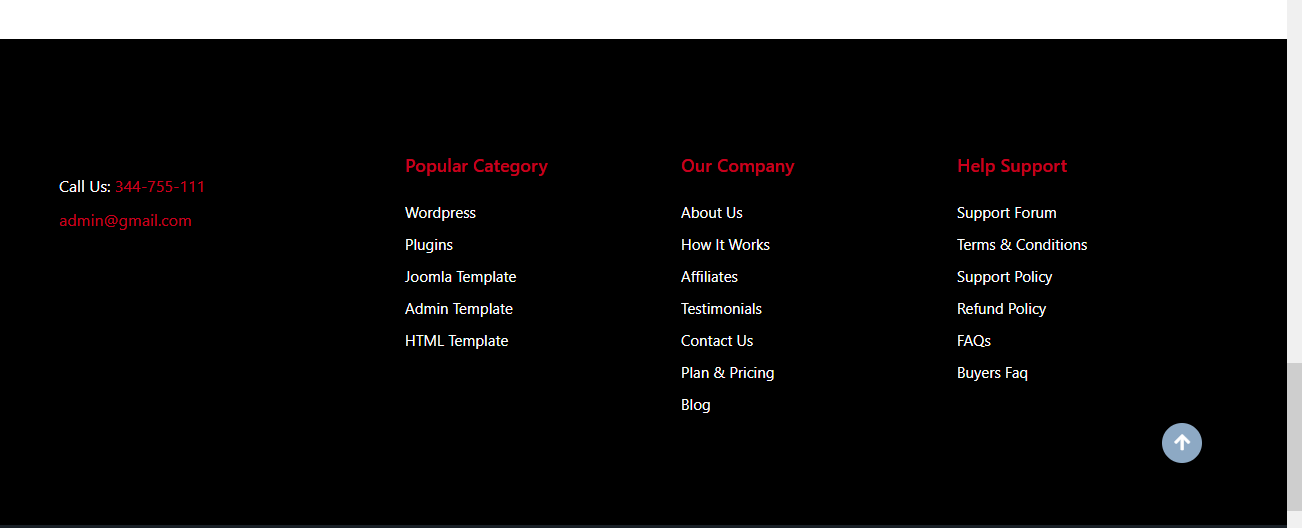 Call Us: 344-755-111
admin@gmail.com
Popular Category
Wordpress
Plugins
Joomla Template
Admin Template
HTML Template
Our Company
About Us
How It Works
Affiliates
Testimonials
Contact Us
Plan & Pricing
Blog
Help Support
Support Forum
Terms & Conditions
Support Policy
Refund Policy
FAQs
Buyers Faq